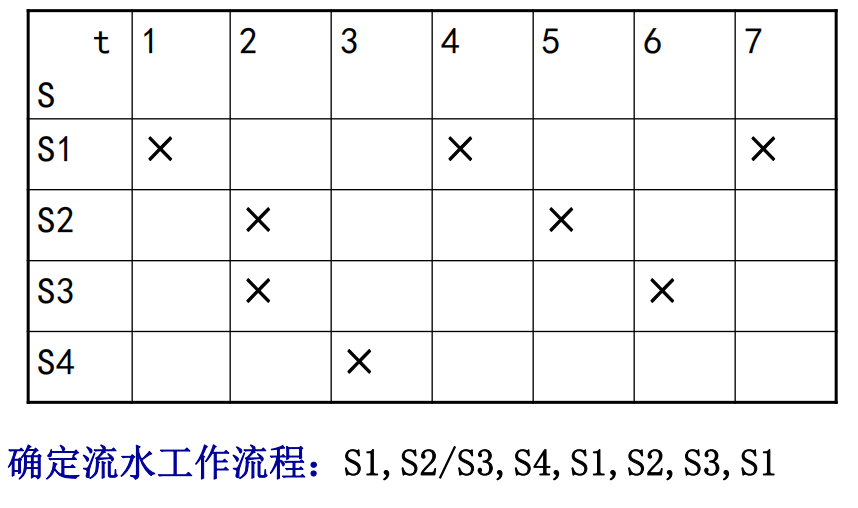 t 1 2 3 4 5 6 7
S
S1 × × ×
S2 × ×
S3 × ×
S4 ×
确定流水工作流程：S1,S2/S3,S4,S1,S2,S3,S1